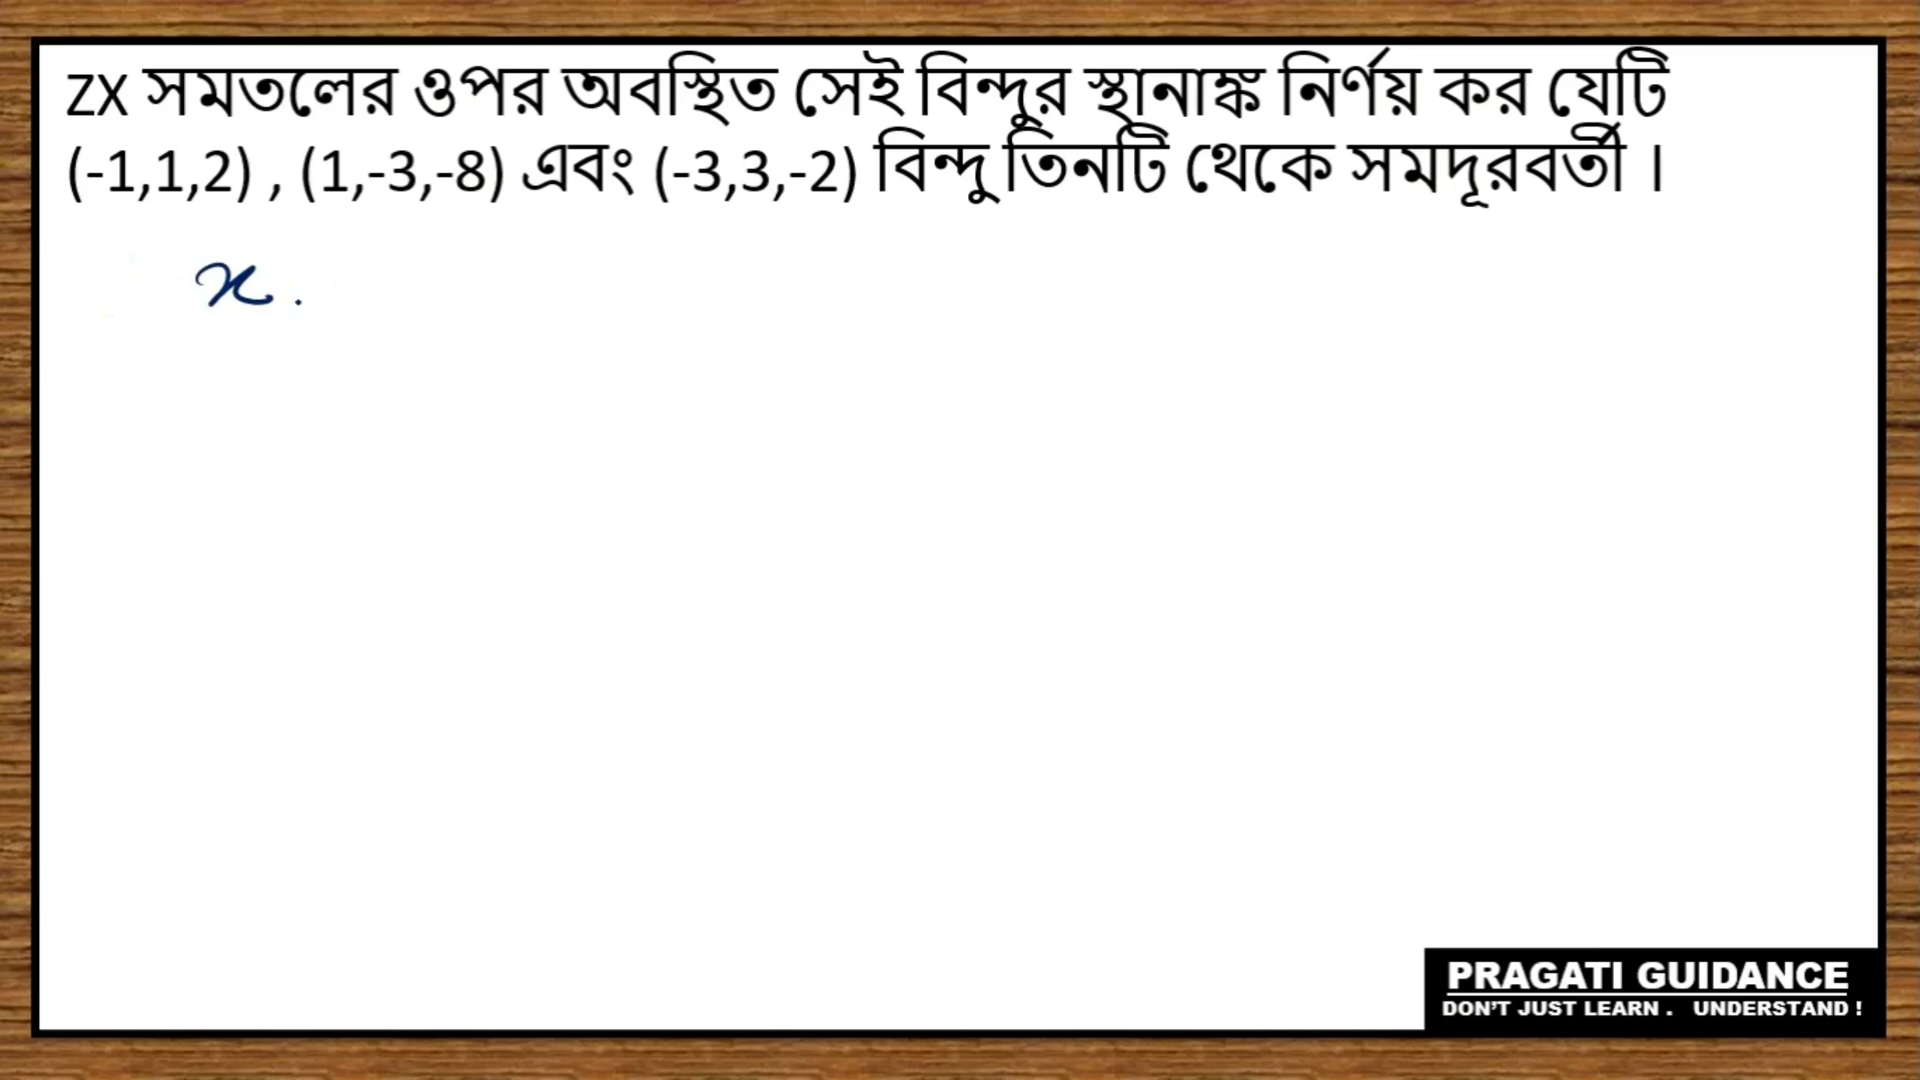 ZX সমতলের ওপর অবস্থিত সেই বিন্দুর স্থানাঙ্ক নির্ণয় কর যেটি
(-1,1,2) , (1,-3,-8) এবং (-3,3,-2) বিন্দু তিনটি থেকে সমদূরবর্তী ।
x .
PRAGATI GUIDANCE
DON'T JUST LEARN . UNDERSTAND !